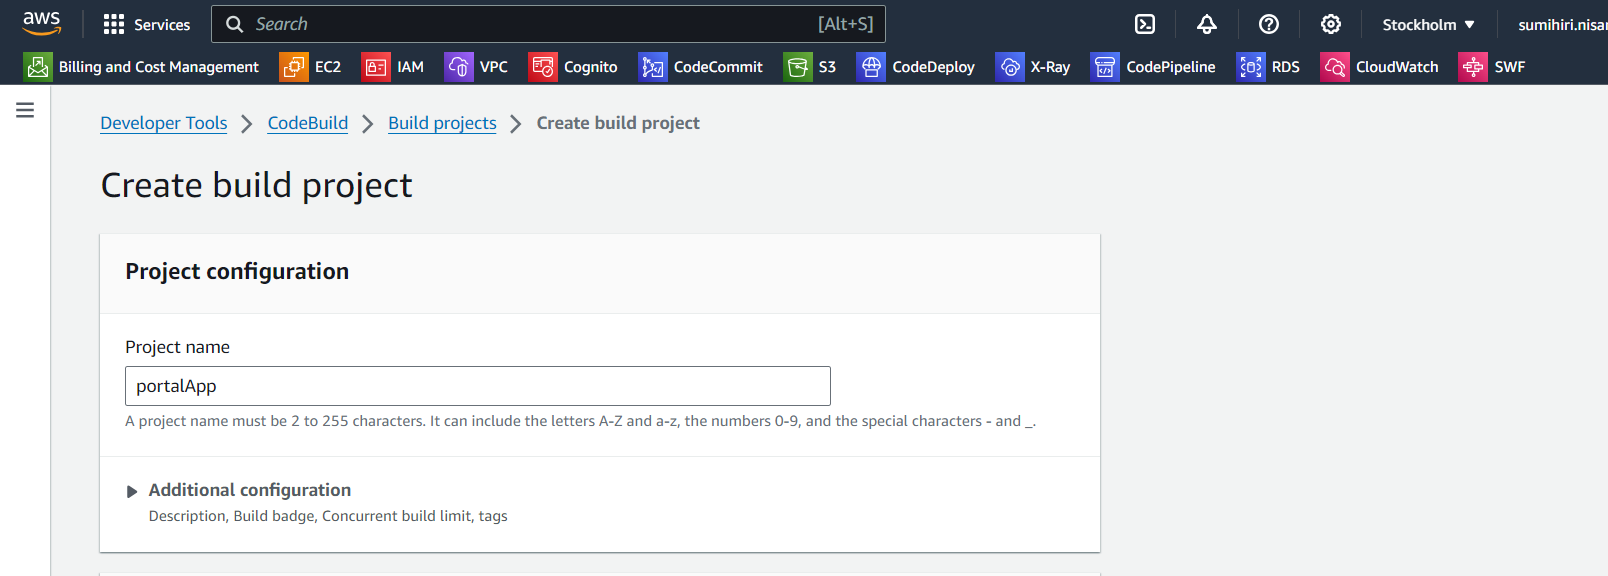 aws Services Search [Alt+S] Stockholm sumihiri.nisar
Billing and Cost Management EC2 IAM VPC Cognito CodeCommit S3 CodeDeploy X-Ray CodePipeline RDS CloudWatch SWF
Developer Tools CodeBuild Build projects Create build project
Create build project
Project configuration
Project name
portalApp
A project name must be 2 to 255 characters. It can include the letters A-Z and a-z, the numbers 0-9, and the special characters - and _.
Additional configuration
Description, Build badge, Concurrent build limit, tags